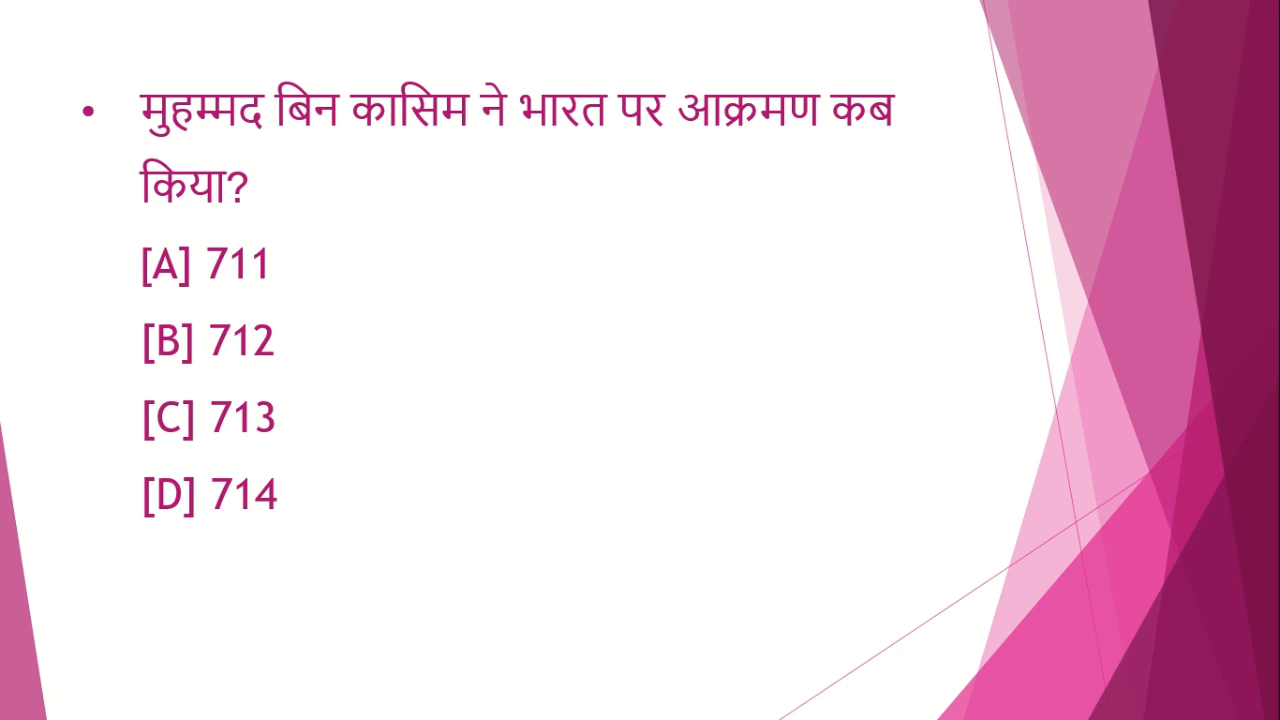 • मुहम्मद बिन कासिम ने भारत पर आक्रमण कब
किया?
[A] 711
[B] 712
[C] 713
[D] 714